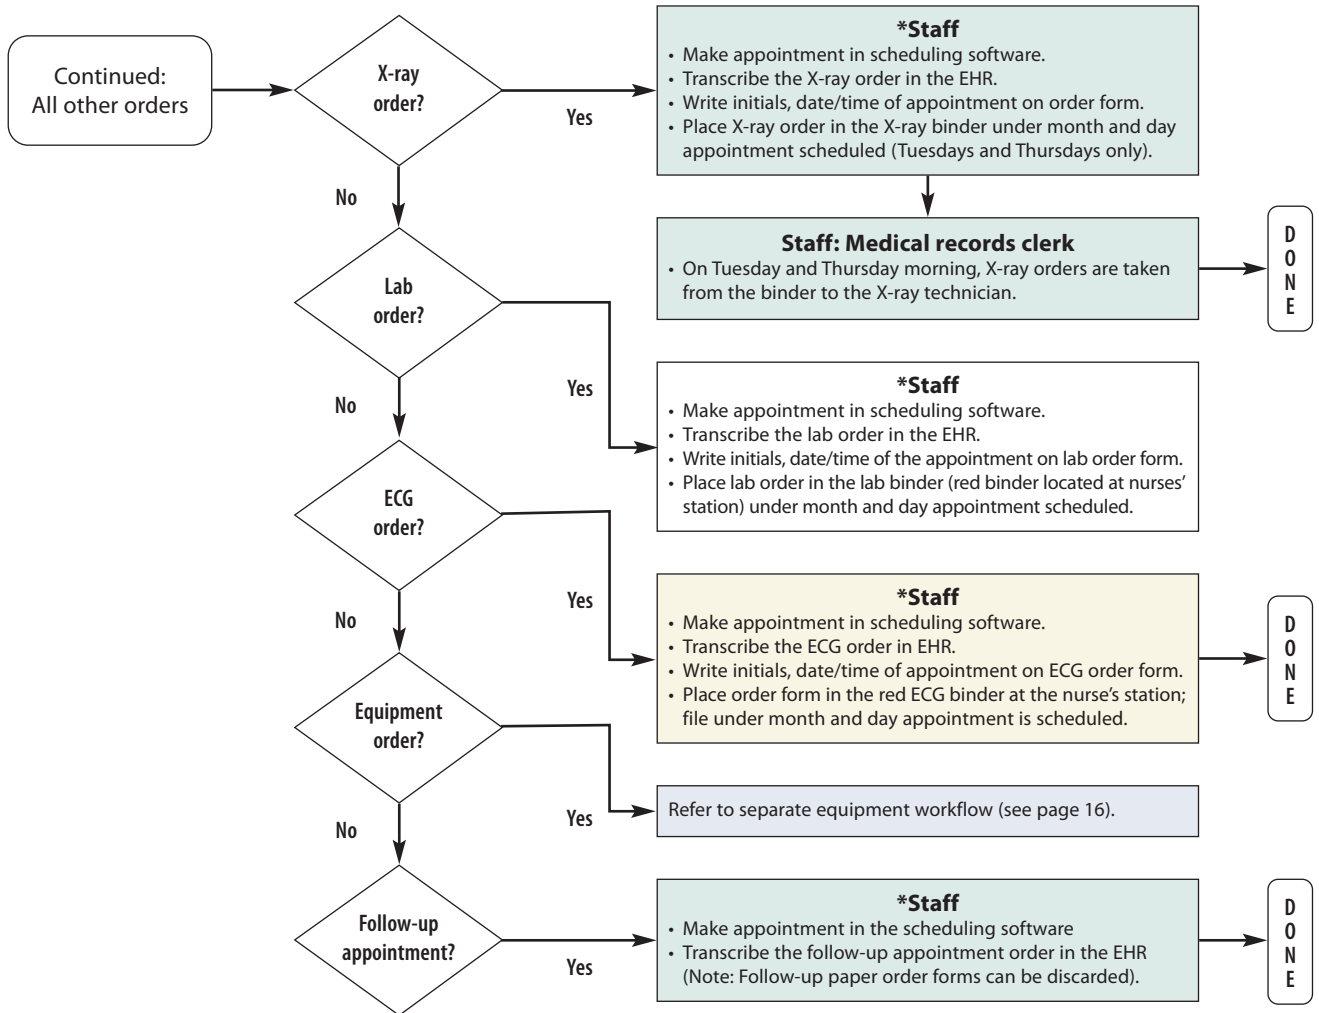 Continued:
All other orders
X-ray
order?
Yes
*Staff
• Make appointment in scheduling software.
• Transcribe the X-ray order in the EHR.
• Write initials, date/time of appointment on order form.
• Place X-ray order in the X-ray binder under month and day
appointment scheduled (Tuesdays and Thursdays only).
No
Staff: Medical records clerk
• On Tuesday and Thursday morning, X-ray orders are taken
from the binder to the X-ray technician.
D
O
N
E
Lab
order?
Yes
*Staff
• Make appointment in scheduling software.
• Transcribe the lab order in the EHR.
• Write initials, date/time of the appointment on lab order form.
• Place lab order in the lab binder (red binder located at nurses’
station) under month and day appointment scheduled.
No
ECG
order?
Yes
*Staff
• Make appointment in scheduling software.
• Transcribe the ECG order in EHR.
• Write initials, date/time of appointment on ECG order form.
• Place order form in the red ECG binder at the nurse’s station;
file under month and day appointment is scheduled.
D
O
N
E
No
Equipment
order?
Yes
Refer to separate equipment workflow (see page 16).
No
Follow-up
appointment?
Yes
*Staff
• Make appointment in the scheduling software
• Transcribe the follow-up appointment order in the EHR
(Note: Follow-up paper order forms can be discarded).
D
O
N
E